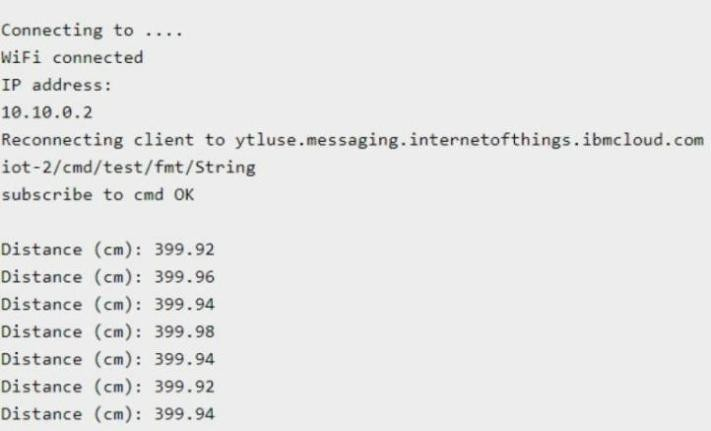 Connecting to ....
WiFi connected
IP address:
10.10.0.2
Reconnecting client to ytluse.messaging.internetofthings.ibmcloud.com
iot-2/cmd/test/fmt/String
subscribe to cmd OK
Distance (cm): 399.92
Distance (cm): 399.96
Distance (cm): 399.94
Distance (cm): 399.98
Distance (cm): 399.94
Distance (cm): 399.92
Distance (cm): 399.94